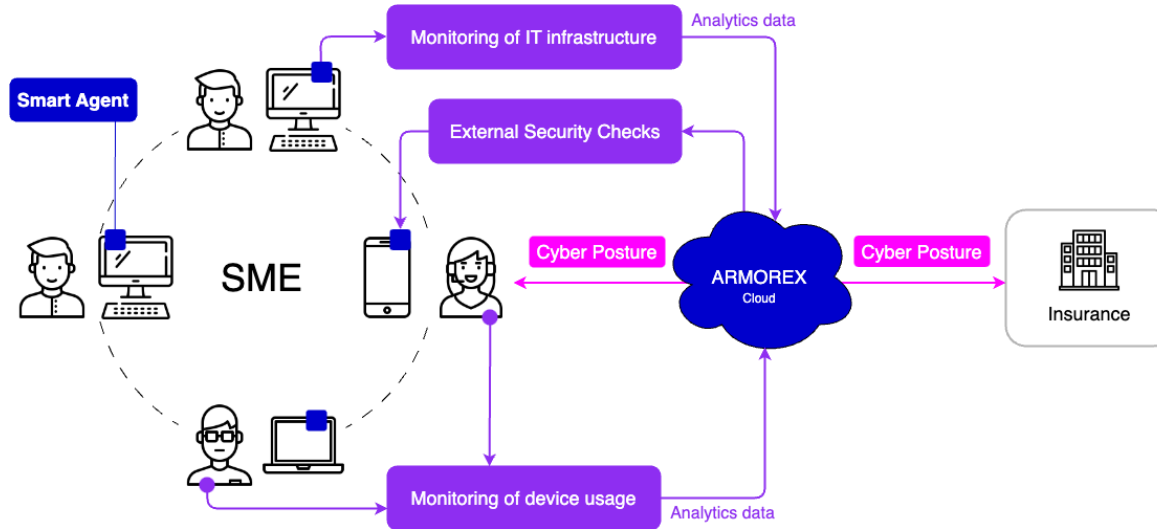 Analytics data
Monitoring of IT infrastructure
Smart Agent
External Security Checks
Cyber Posture
Cyber Posture
SME
ARMOREX
Cloud
Insurance
Monitoring of device usage
Analytics data